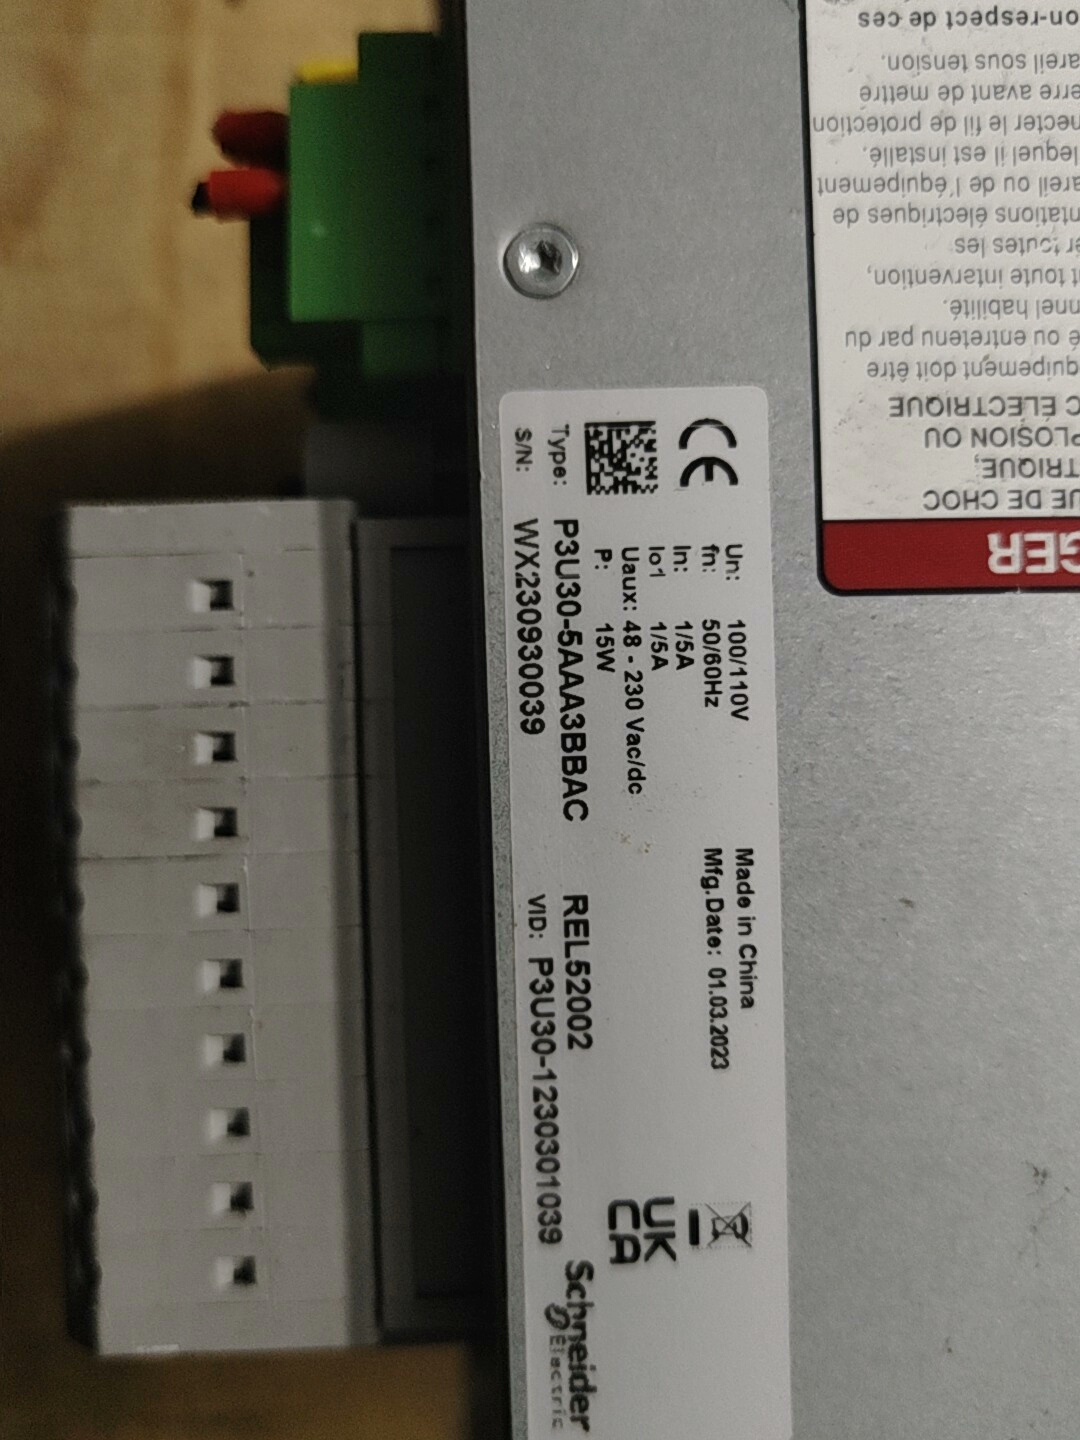 Un: 100/110V
fn: 50/60Hz
In: 1/5A
Io1 1/5A
Uaux: 48 - 230 Vac/dc
P: 15W
Made in China
Mfg.Date: 01.03.2023
Type: P3U30-5AAA3BBAC REL52002
S/N: WX230930039 VID: P3U30-1230301039
CE
UK
CA
Schneider
Electric
GER
UE DE CHOC
TRIQUE,
PLOSION OU
C ÉLECTRIQUE
quipement doit être
é ou entretenu par du
nnel habilité.
t toute intervention,
er toutes les
ntations électriques de
areil ou de l'équipement
lequel il est installé.
necter le fil de protection
erre avant de mettre
areil sous tension.
on-respect de ces